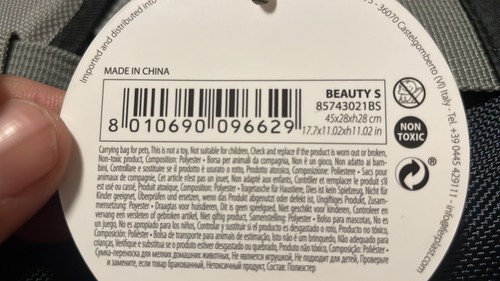 Imported and distributed into
5 - 36070 Castelgomberto (VI) Italy - Tel. +39 0445 429111 - info@ferplast.com
MADE IN CHINA
BEAUTY S
85743021BS
45x28xh28 cm
17.7x11.02xh11.02 in
8 010690 096629
NON
TOXIC
Carrying bag for pets, This is not a toy, Not suitable for children, Check and replace if the product is worn out or broken,
Non-toxic product, Composition: Polyester • Borsa per animali da compagnia, Non è un gioco, Non adatto ai bam-
bini, Controllare e sostituire se il prodotto è usurato o rotto, Prodotto atossico, Composizione: Poliestere • Sacs pour
animaux de compagnie, Cet article n'est pas un jouet, Non adapté aux enfants, Contrôler et remplacer le produit s'il
est usé ou cassé, Produit atoxique, Composition: Polyester • Tragetasche für Haustiere, Dies ist kein Spielzeug, Nicht für
Kinder geeignet, Überprüfen und ersetzen, wenn das Produkt abgenutzt oder defekt ist, Ungiftiges Produkt, Zusam-
mensetzung: Polyester • Draagtas voor huisdieren, Dit is geen speelgoed, Niet geschikt voor kinderen, Controleer en
vervang een versleten of gebroken artikel, Niet giftig product, Samenstelling: Polyester • Bolso para mascotas, No es
un juego, No es apropiado para los niños, Controlar y sustituir si el producto es desgastado o roto, Producto no tóxico,
Composición: Poliéster • Bolsa de transporte para animais de estimação, Isto não é um brinquedo, Não adequado para
crianças, Verifique e substitua se o produto estiver desgastado ou quebrado, Produto não tóxico, Composição: Poliéster •
Сумка-переноска для мелких домашних животных, Не является игрушкой, Не подходит для детей, Проверьте
и замените, если товар бракованный, Нетоксичный продукт, Состав: Полиэстер